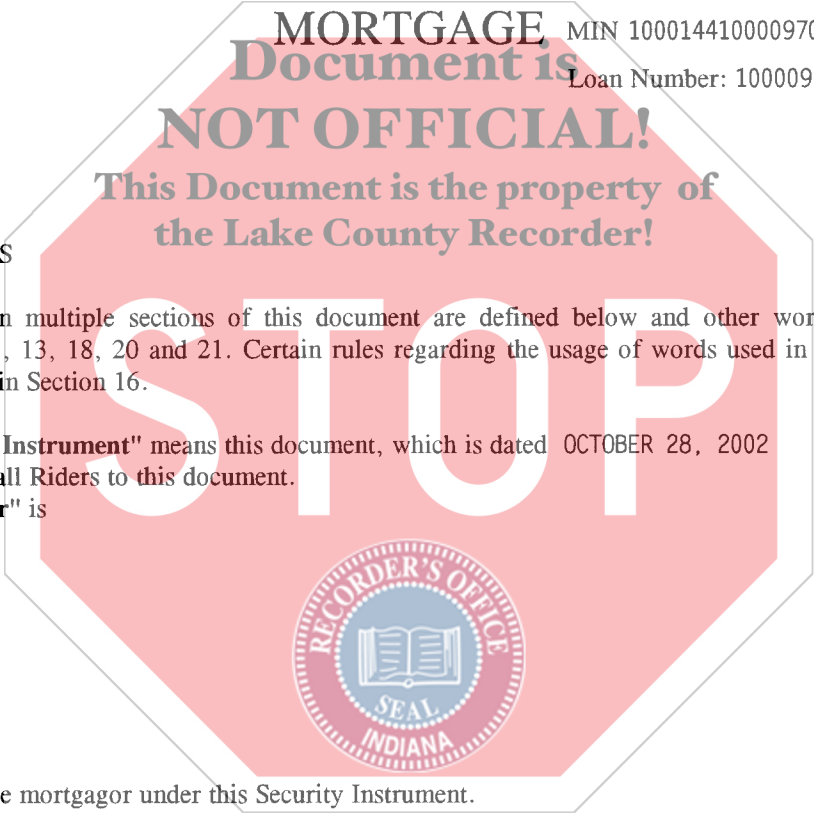 MORTGAGE MIN 10001441000097
Document is
Loan Number: 100009
NOT OFFICIAL!
This Document is the property of
the Lake County Recorder!
S
n multiple sections of this document are defined below and other wor
, 13, 18, 20 and 21. Certain rules regarding the usage of words used in
in Section 16.
STOP
Instrument" means this document, which is dated OCTOBER 28, 2002
all Riders to this document.
r" is
RECORDER'S OFFICE
SEAL
INDIANA
e mortgagor under this Security Instrument.